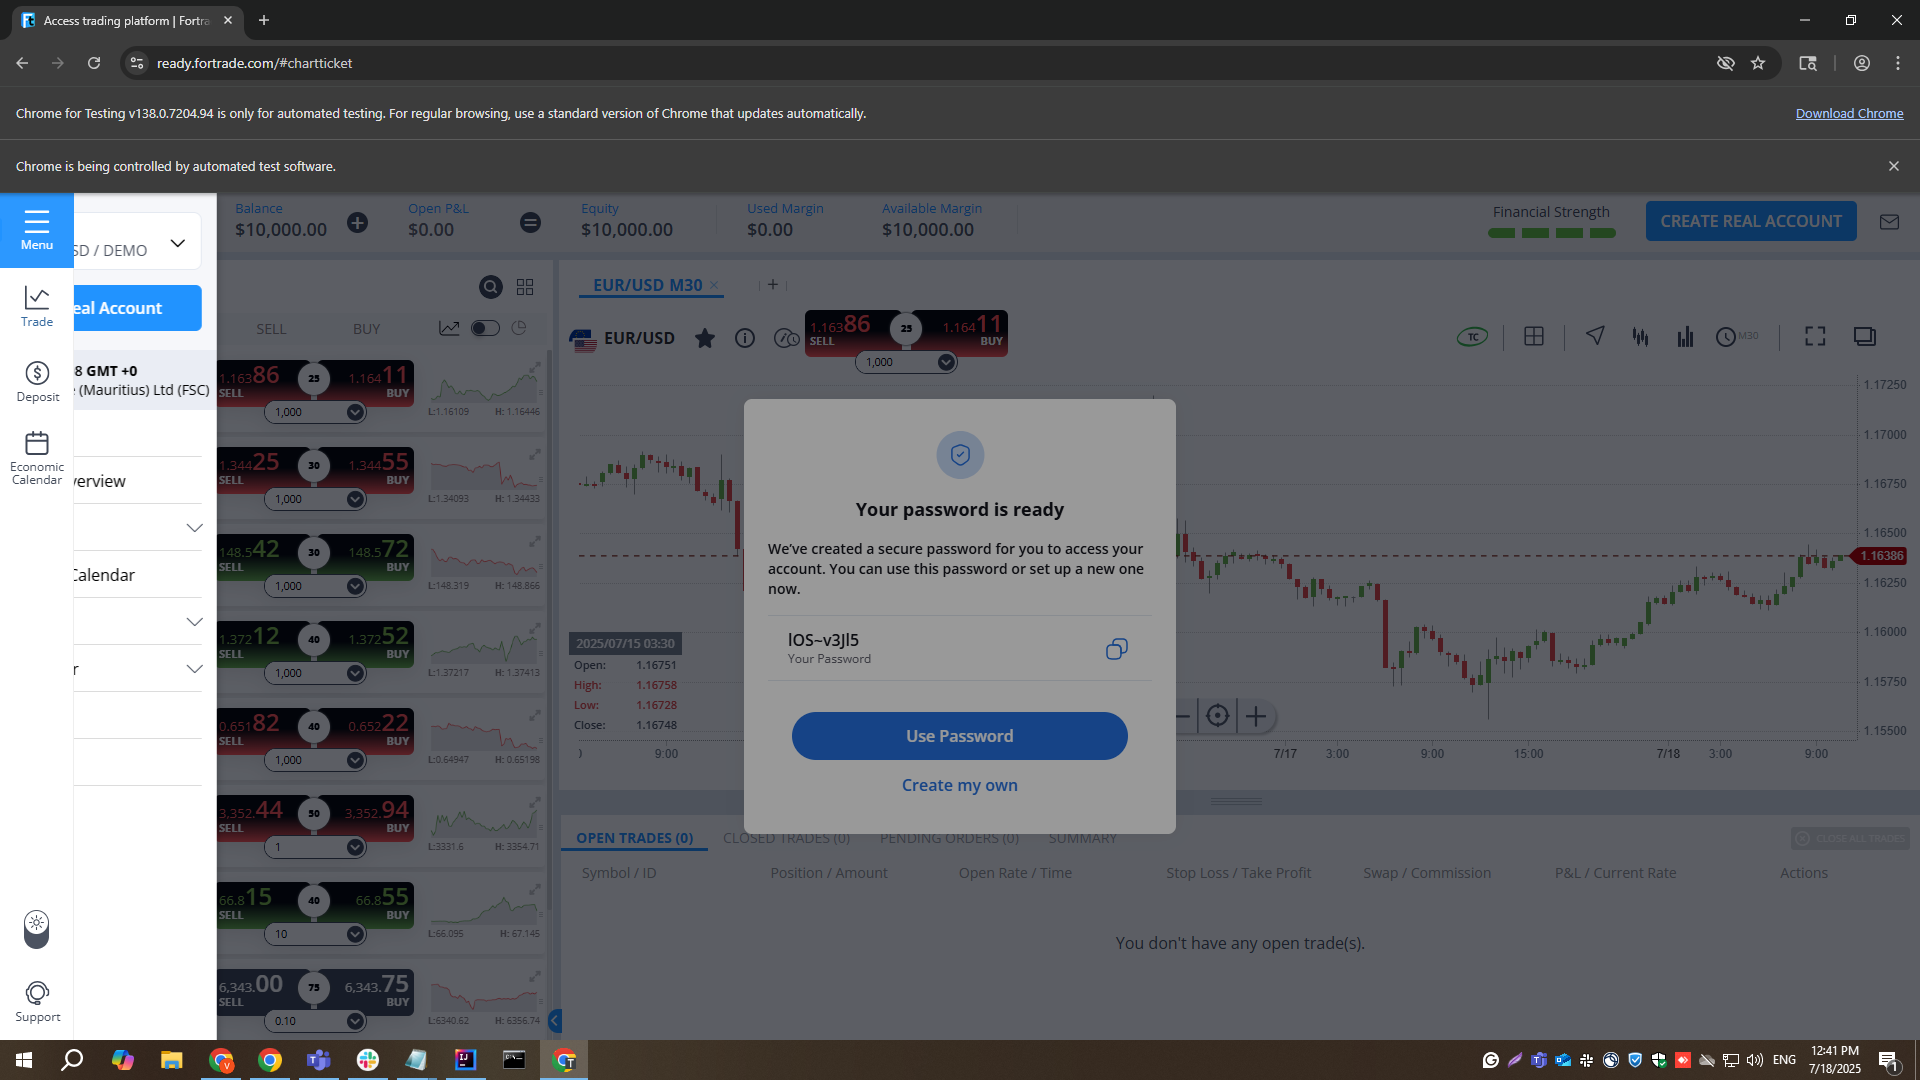 Access trading platform | Fortra
ready.fortrade.com/#chartticket
Chrome for Testing v138.0.7204.94 is only for automated testing. For regular browsing, use a standard version of Chrome that updates automatically.
Download Chrome
Chrome is being controlled by automated test software.
Menu
SD / DEMO
eal Account
8 GMT +0
(Mauritius) Ltd (FSC)
Trade
Deposit
Economic
Calendar
verview
Calendar
r
Support
Balance
$10,000.00
Open P&L
$0.00
Equity
$10,000.00
Used Margin
$0.00
Available Margin
$10,000.00
Financial Strength
CREATE REAL ACCOUNT
SELL BUY
1.16386 SELL 25 1.16411 BUY
1,000
L:1.16109 H: 1.16446
1.34425 SELL 30 1.34455 BUY
1,000
L:1.34093 H: 1.34433
148.542 SELL 30 148.572 BUY
1,000
L:148.319 H: 148.866
1.37212 SELL 40 1.37252 BUY
1,000
L:1.37217 H: 1.37413
0.65182 SELL 40 0.65222 BUY
1,000
L:0.64947 H: 0.65198
3,352.44 SELL 50 3,352.94 BUY
1
L:3331.6 H: 3354.71
66.815 SELL 40 66.855 BUY
10
L:66.095 H: 67.145
6,343.00 SELL 75 6,343.75 BUY
0.10
L:6340.62 H: 6356.74
EUR/USD M30
EUR/USD
1.16386 SELL 25 1.16411 BUY
1,000
TC
M30
1.17250
1.17000
1.16750
1.16500
1.16386
1.16250
1.16000
1.15750
1.15500
2025/07/15 03:30
Open: 1.16751
High: 1.16758
Low: 1.16728
Close: 1.16748
9:00
7/17 3:00 9:00 15:00 7/18 3:00 9:00
Your password is ready
We've created a secure password for you to access your
account. You can use this password or set up a new one
now.
lOS~v3Jl5
Your Password
Use Password
Create my own
OPEN TRADES (0) CLOSED TRADES (0) PENDING ORDERS (0) SUMMARY
CLOSE ALL TRADES
Symbol / ID Position / Amount Open Rate / Time Stop Loss / Take Profit Swap / Commission P&L / Current Rate Actions
You don't have any open trade(s).
ENG
12:41 PM
7/18/2025
1